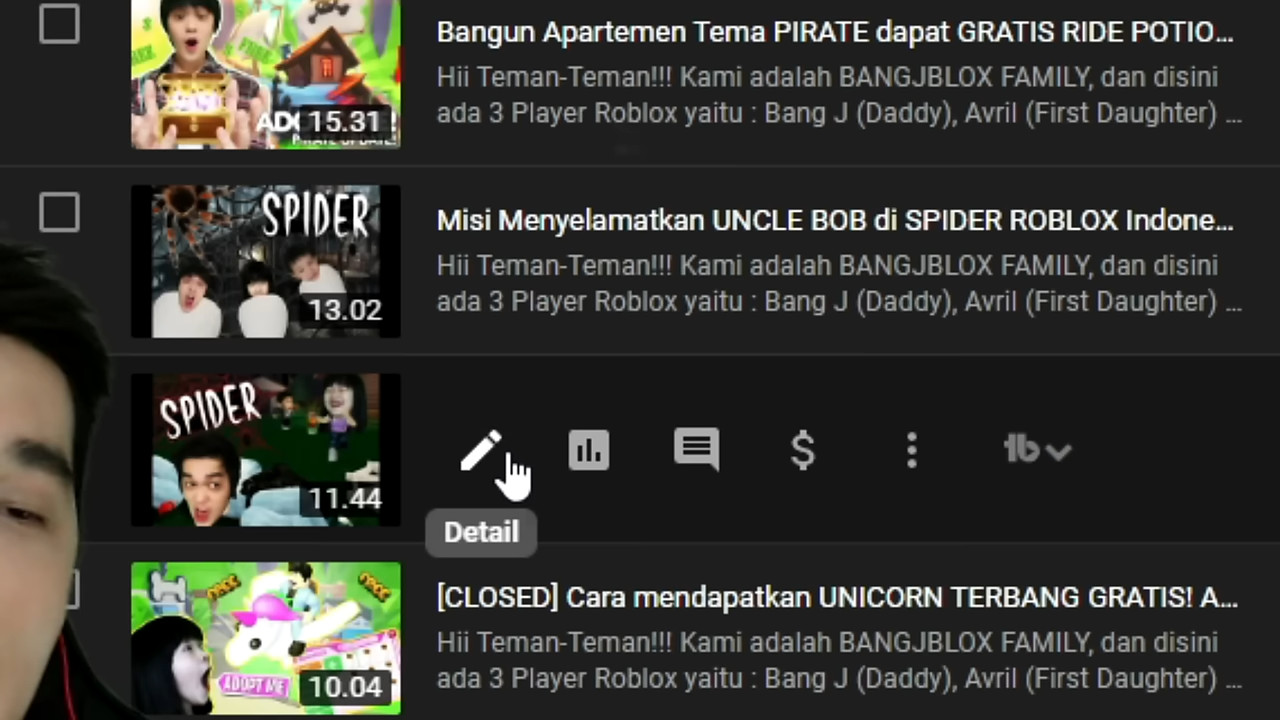 Bangun Apartemen Tema PIRATE dapat GRATIS RIDE POTIO...
Hii Teman-Teman!!! Kami adalah BANGJBLOX FAMILY, dan disini
ada 3 Player Roblox yaitu : Bang J (Daddy), Avril (First Daughter) ...
15.31
PIRATE UPDATE!
SPIDER
13.02
Misi Menyelamatkan UNCLE BOB di SPIDER ROBLOX Indone...
Hii Teman-Teman!!! Kami adalah BANGJBLOX FAMILY, dan disini
ada 3 Player Roblox yaitu : Bang J (Daddy), Avril (First Daughter) ...
SPIDER
11.44
Detail
ADOPT ME
10.04
[CLOSED] Cara mendapatkan UNICORN TERBANG GRATIS! A...
Hii Teman-Teman!!! Kami adalah BANGJBLOX FAMILY, dan disini
ada 3 Player Roblox yaitu : Bang J (Daddy), Avril (First Daughter) ...